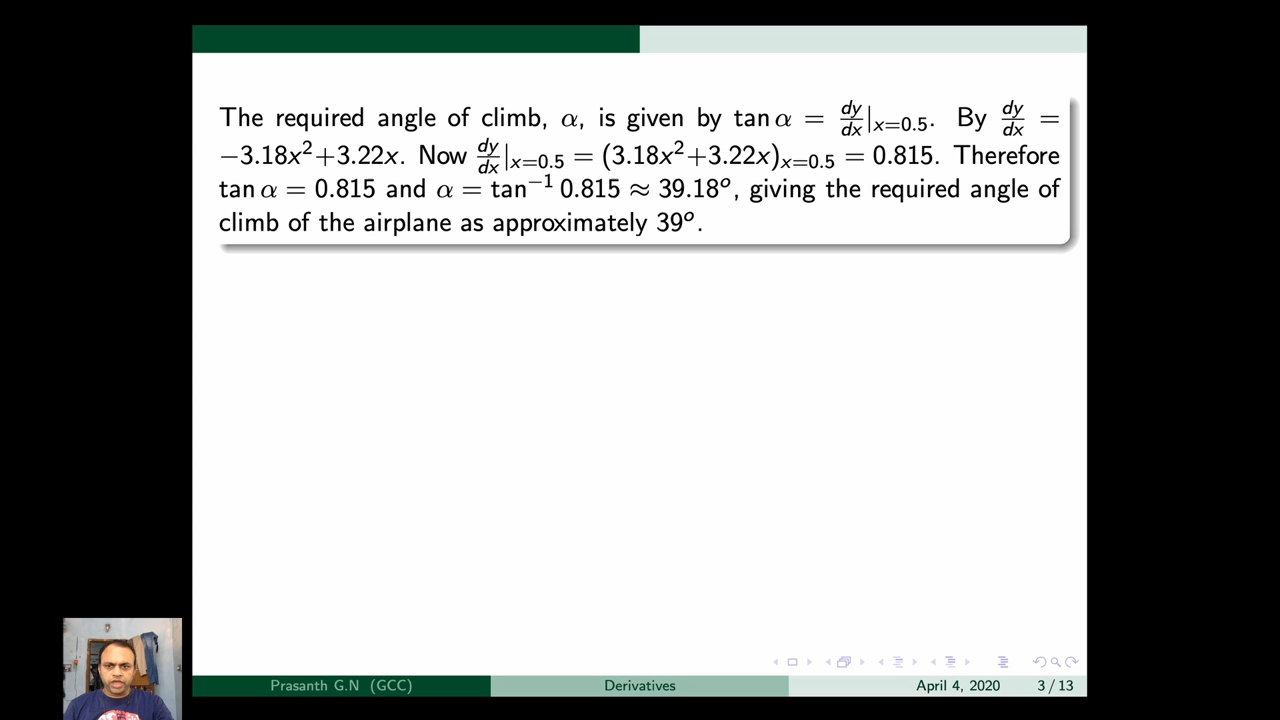 The required angle of climb, α, is given by tan α = dy/dx|x=0.5. By dy/dx =
−3.18x²+3.22x. Now dy/dx|x=0.5 = (3.18x²+3.22x)x=0.5 = 0.815. Therefore
tan α = 0.815 and α = tan⁻¹ 0.815 ≈ 39.18°, giving the required angle of
climb of the airplane as approximately 39°.
Prasanth G.N (GCC) Derivatives April 4, 2020 3 / 13